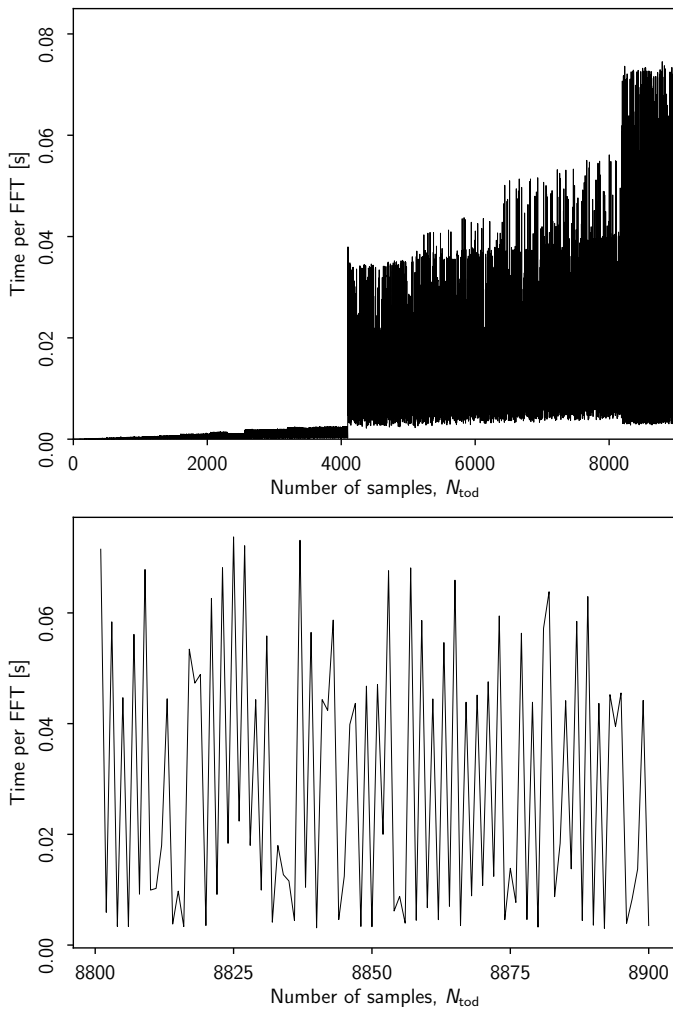 0.08
0.06
0.04
0.02
0.00
Time per FFT [s]
0 2000 4000 6000 8000
Number of samples, N_tod
0.06
0.04
0.02
0.00
Time per FFT [s]
8800 8825 8850 8875 8900
Number of samples, N_tod